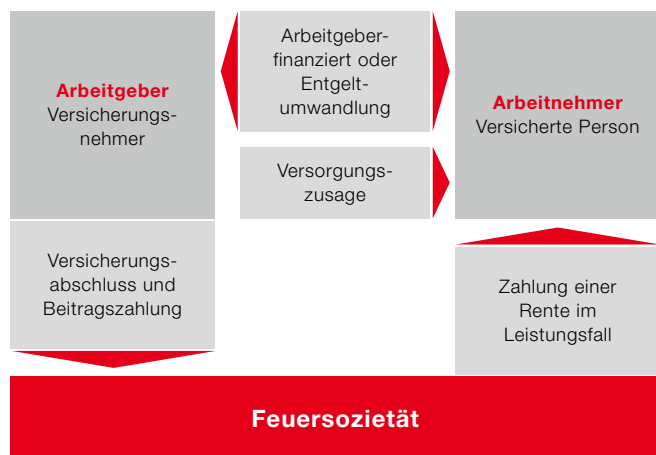 Arbeitgeber
Versicherungs-
nehmer
Arbeitgeber-
finanziert oder
Entgelt-
umwandlung
Arbeitnehmer
Versicherte Person
Versorgungs-
zusage
Versicherungs-
abschluss und
Beitragszahlung
Zahlung einer
Rente im
Leistungsfall
Feuersozietät